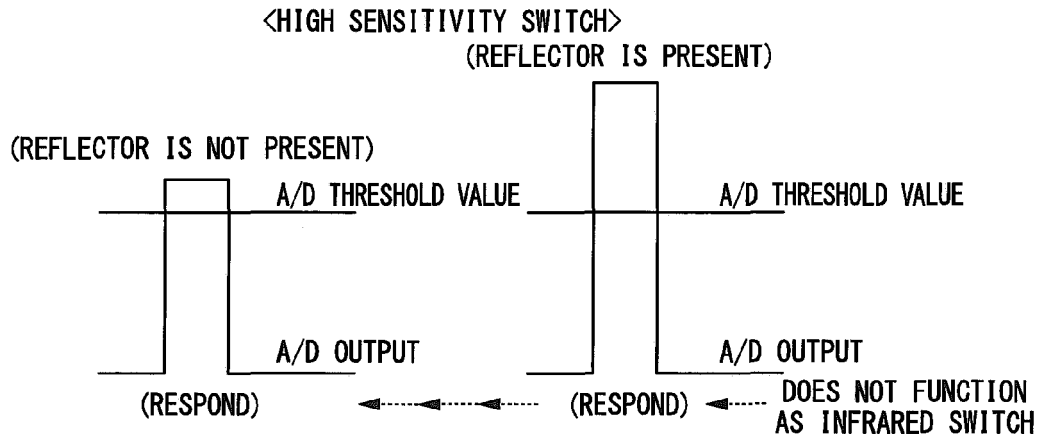 <HIGH SENSITIVITY SWITCH>
(REFLECTOR IS PRESENT)
(REFLECTOR IS NOT PRESENT)
A/D THRESHOLD VALUE
A/D THRESHOLD VALUE
A/D OUTPUT
A/D OUTPUT
(RESPOND)
(RESPOND)
DOES NOT FUNCTION
AS INFRARED SWITCH